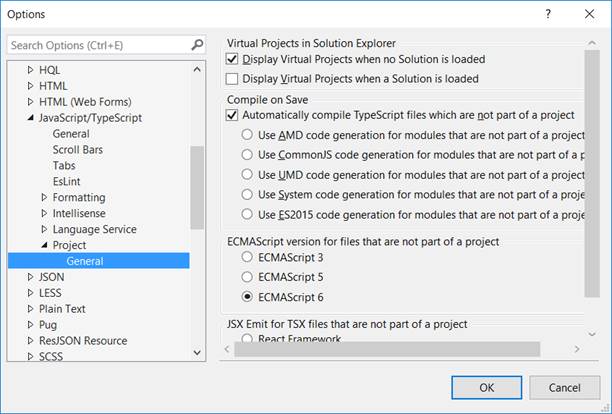 Options
?
Search Options (Ctrl+E)
HQL
HTML
HTML (Web Forms)
JavaScript/TypeScript
General
Scroll Bars
Tabs
EsLint
Formatting
Intellisense
Language Service
Project
General
JSON
LESS
Plain Text
Pug
ResJSON Resource
SCSS
Virtual Projects in Solution Explorer
Display Virtual Projects when no Solution is loaded
Display Virtual Projects when a Solution is loaded
Compile on Save
Automatically compile TypeScript files which are not part of a project
Use AMD code generation for modules that are not part of a project
Use CommonJS code generation for modules that are not part of a p
Use UMD code generation for modules that are not part of a project
Use System code generation for modules that are not part of a proje
Use ES2015 code generation for modules that are not part of a proje
ECMAScript version for files that are not part of a project
ECMAScript 3
ECMAScript 5
ECMAScript 6
JSX Emit for TSX files that are not part of a project
React Framework
OK
Cancel